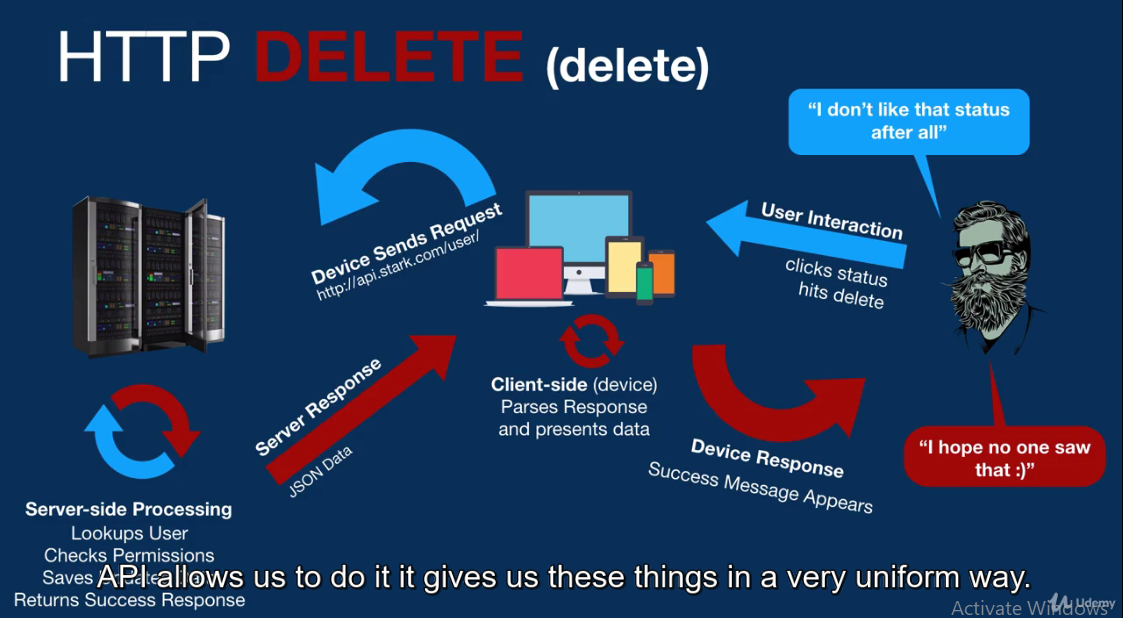 HTTP DELETE (delete)
“I don’t like that status
after all”
Device Sends Request
http://api.stark.com/user/
User Interaction
clicks status
hits delete
Server Response
JSON Data
Client-side (device)
Parses Response
and presents data
Device Response
Success Message Appears
“I hope no one saw
that :)”
Server-side Processing
Lookups User
Checks Permissions
Saves
Returns Success Response
API allows us to do it it gives us these things in a very uniform way.
Udemy
Activate Windows